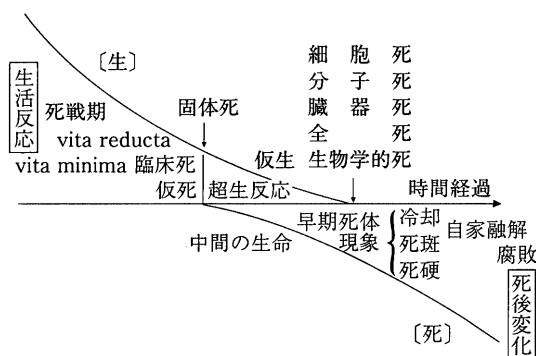 〔生〕
生活反応
死戦期
vita reducta
vita minima 臨床死
仮死
固体死
超生反応
仮生
細胞死
分子死
臓器死
全死
生物学的死
時間経過
中間の生命
早期死体
現象
冷却
死斑
死硬
自家融解
腐敗
死後変化
〔死〕